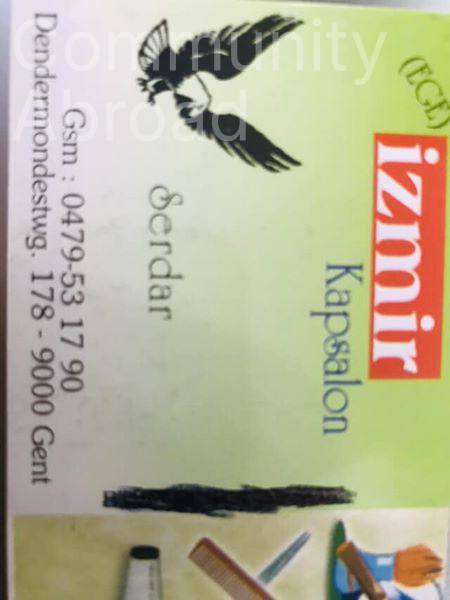 (EGE)
izmir
Kapsalon
Serdar
Gsm : 0479-53 17 90
Dendermondestwg. 178 - 9000 Gent
Community
Abroad